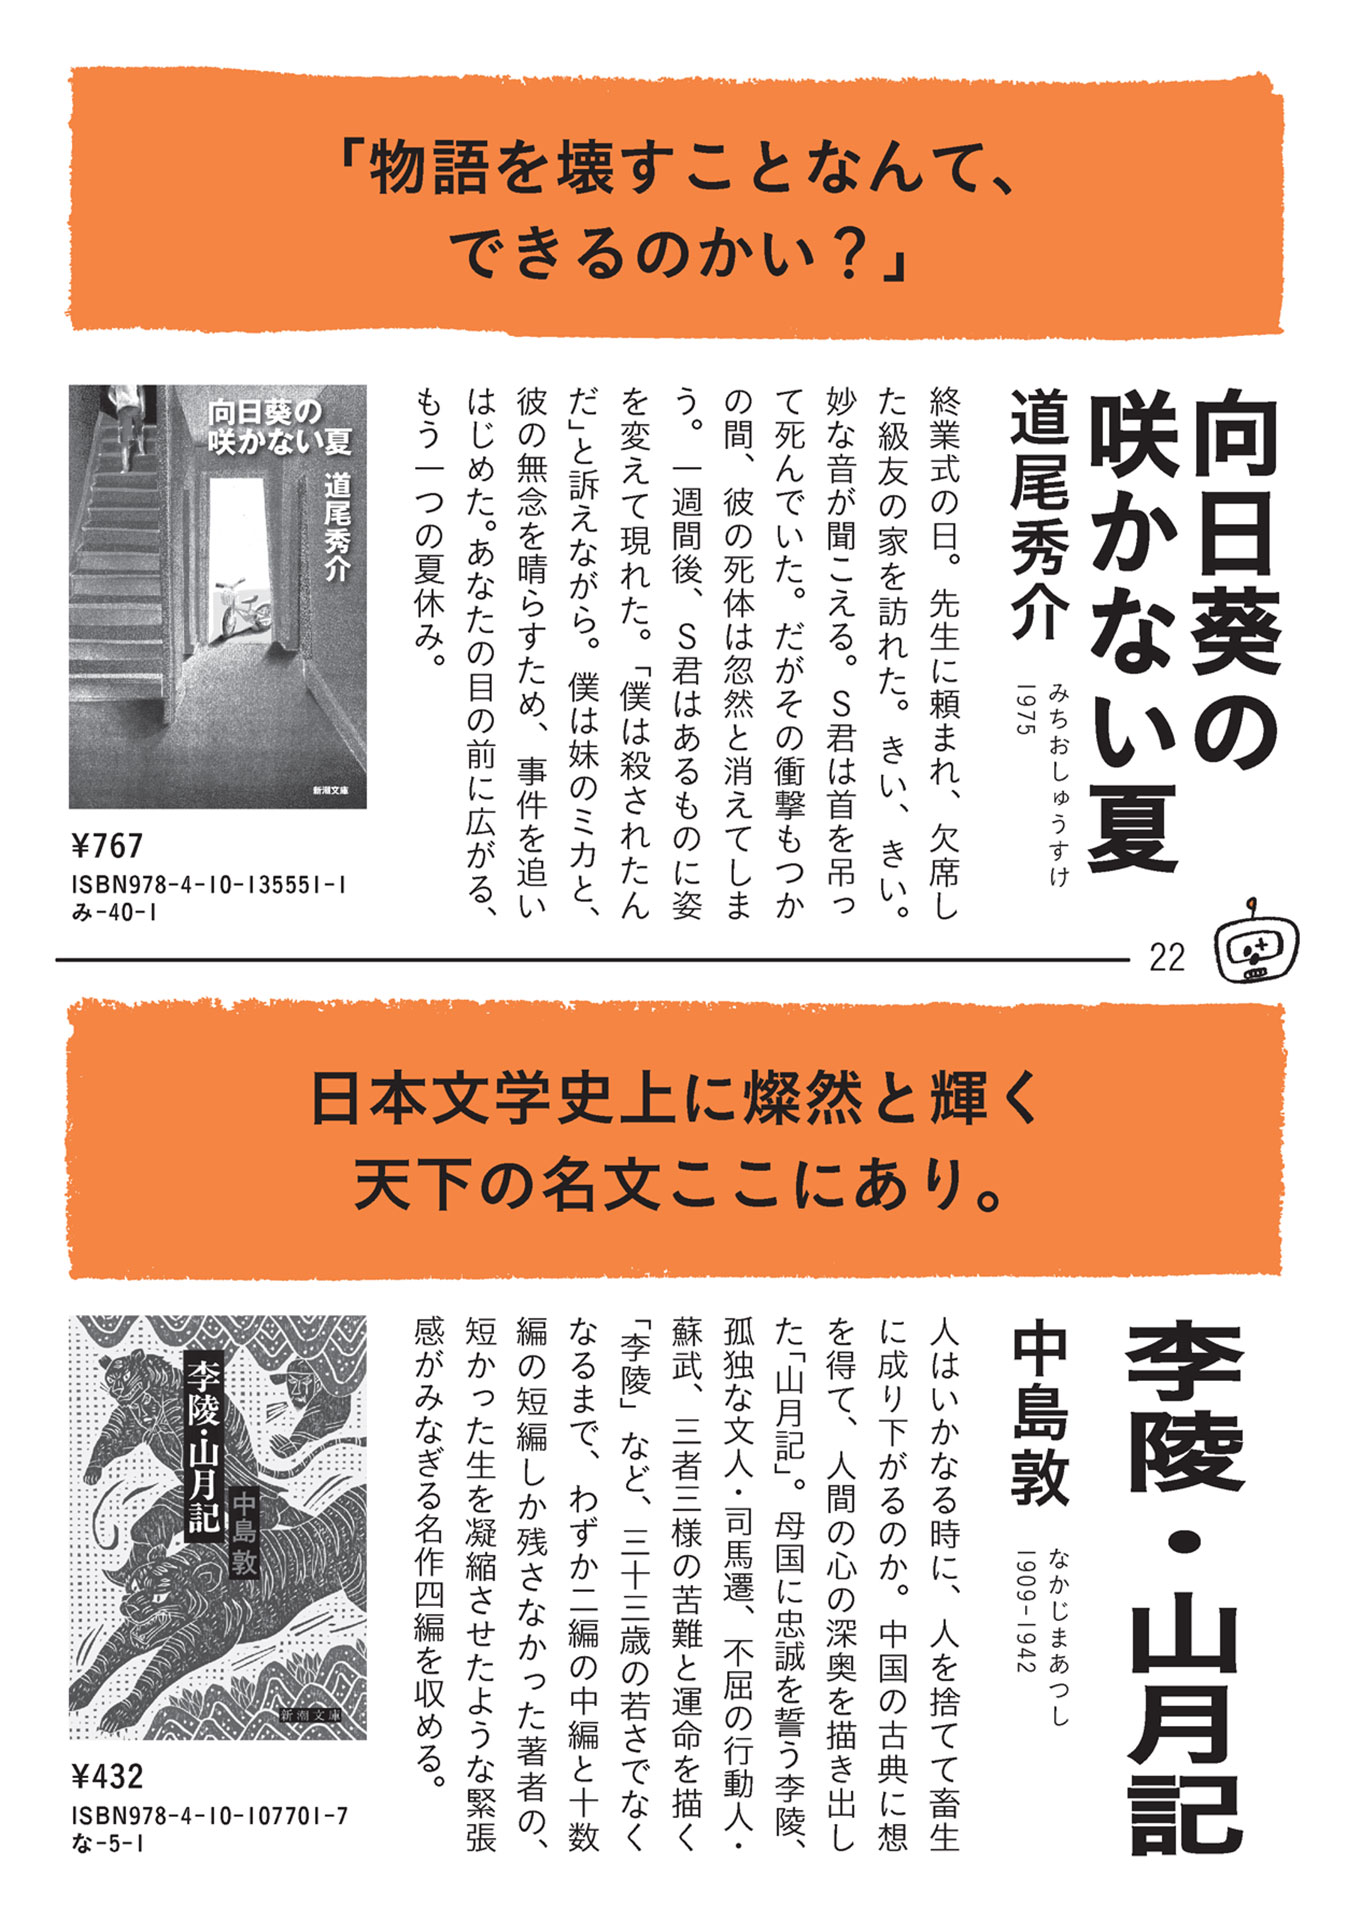 「物語を壊すことなんて、
できるのかい？」
向日葵の
咲かない夏
道尾秀介
みちおしゅうすけ
1975
終業式の日。先生に頼まれ、欠席し
た級友の家を訪れた。きい、きい。
妙な音が聞こえる。S君は首を吊っ
て死んでいた。だがその衝撃もつか
の間、彼の死体は忽然と消えてしま
う。一週間後、S君はあるものに姿
を変えて現れた。「僕は殺されたん
だ」と訴えながら。僕は妹のミカと、
彼の無念を晴らすため、事件を追い
はじめた。あなたの目の前に広がる、
もう一つの夏休み。
向日葵の
咲かない夏
道尾秀介
新潮文庫
¥767
ISBN978-4-10-135551-1
み-40-1
22
日本文学史上に燦然と輝く
天下の名文ここにあり。
李陵・山月記
中島敦
なかじまあつし
1909-1942
人はいかなる時に、人を捨てて畜生
に成り下がるのか。中国の古典に想
を得て、人間の心の深奥を描き出し
た「山月記」。母国に忠誠を誓う李陵、
孤独な文人・司馬遷、不屈の行動人・
蘇武、三者三様の苦難と運命を描く
「李陵」など、三十三歳の若さでなく
なるまで、わずか二編の中編と十数
編の短編しか残さなかった著者の、
短かった生を凝縮させたような緊張
感がみなぎる名作四編を収める。
李陵・山月記
中島敦
新潮文庫
¥432
ISBN978-4-10-107701-7
な-5-1